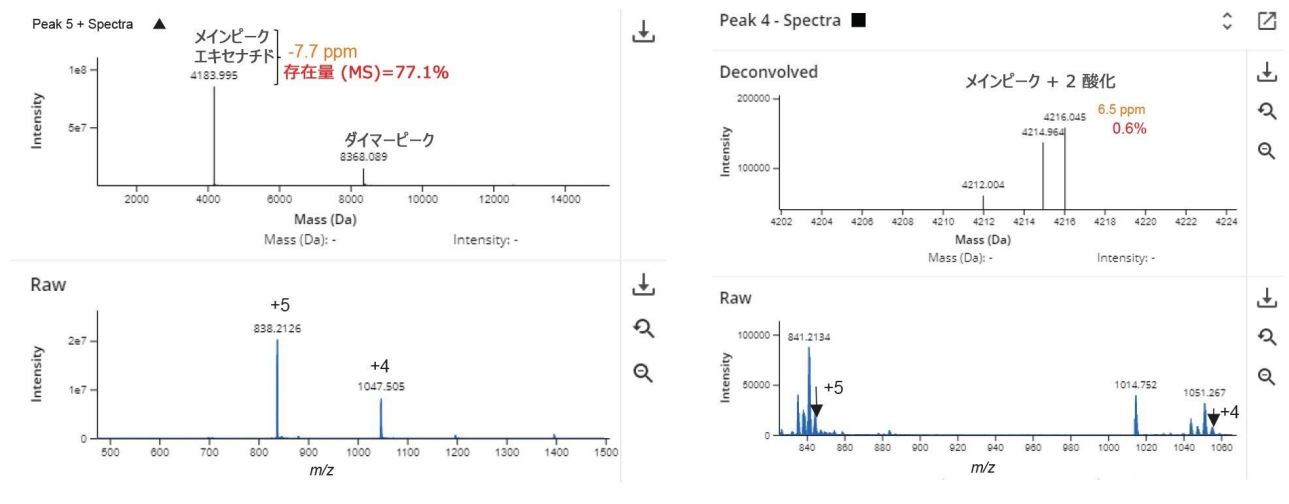 Peak 5 + Spectra ▲
メインピーク
エキセナチド
-7.7 ppm
存在量 (MS)=77.1%
4183.995
ダイマーピーク
8368.089
1e8
5e7
Intensity
2000 4000 6000 8000 10000 12000 14000
Mass (Da)
Mass (Da): - Intensity: -
Raw
+5
838.2126
+4
1047.505
2e7
1e7
0
Intensity
500 600 700 800 900 1000 1100 1200 1300 1400 1500
m/z
Peak 4 - Spectra ■
Deconvolved
メインピーク + 2 酸化
6.5 ppm
0.6%
4216.045
4214.964
4212.004
200000
100000
Intensity
4202 4204 4206 4208 4210 4212 4214 4216 4218 4220 4222 4224
Mass (Da)
Mass (Da): - Intensity: -
Raw
841.2134
+5
1014.752
1051.267
+4
100000
50000
0
Intensity
840 860 880 900 920 940 960 980 1000 1020 1040 1060
m/z